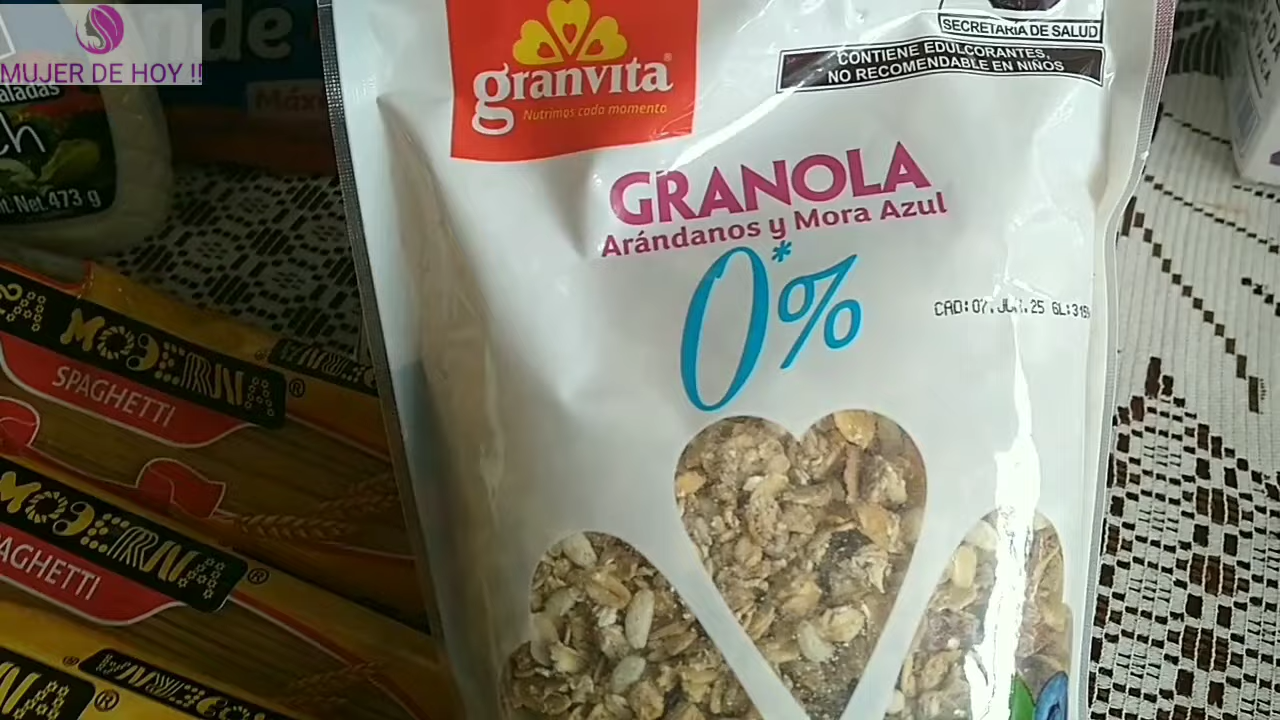 MUJER DE HOY !!
aladas
Net.473 g
granvita
Nutrimos cada momento
SECRETARÍA DE SALUD
CONTIENE EDULCORANTES,
NO RECOMENDABLE EN NIÑOS
GRANOLA
Arándanos y Mora Azul
0*%
MODERNA
SPAGHETTI
MODERNA
SPAGHETTI